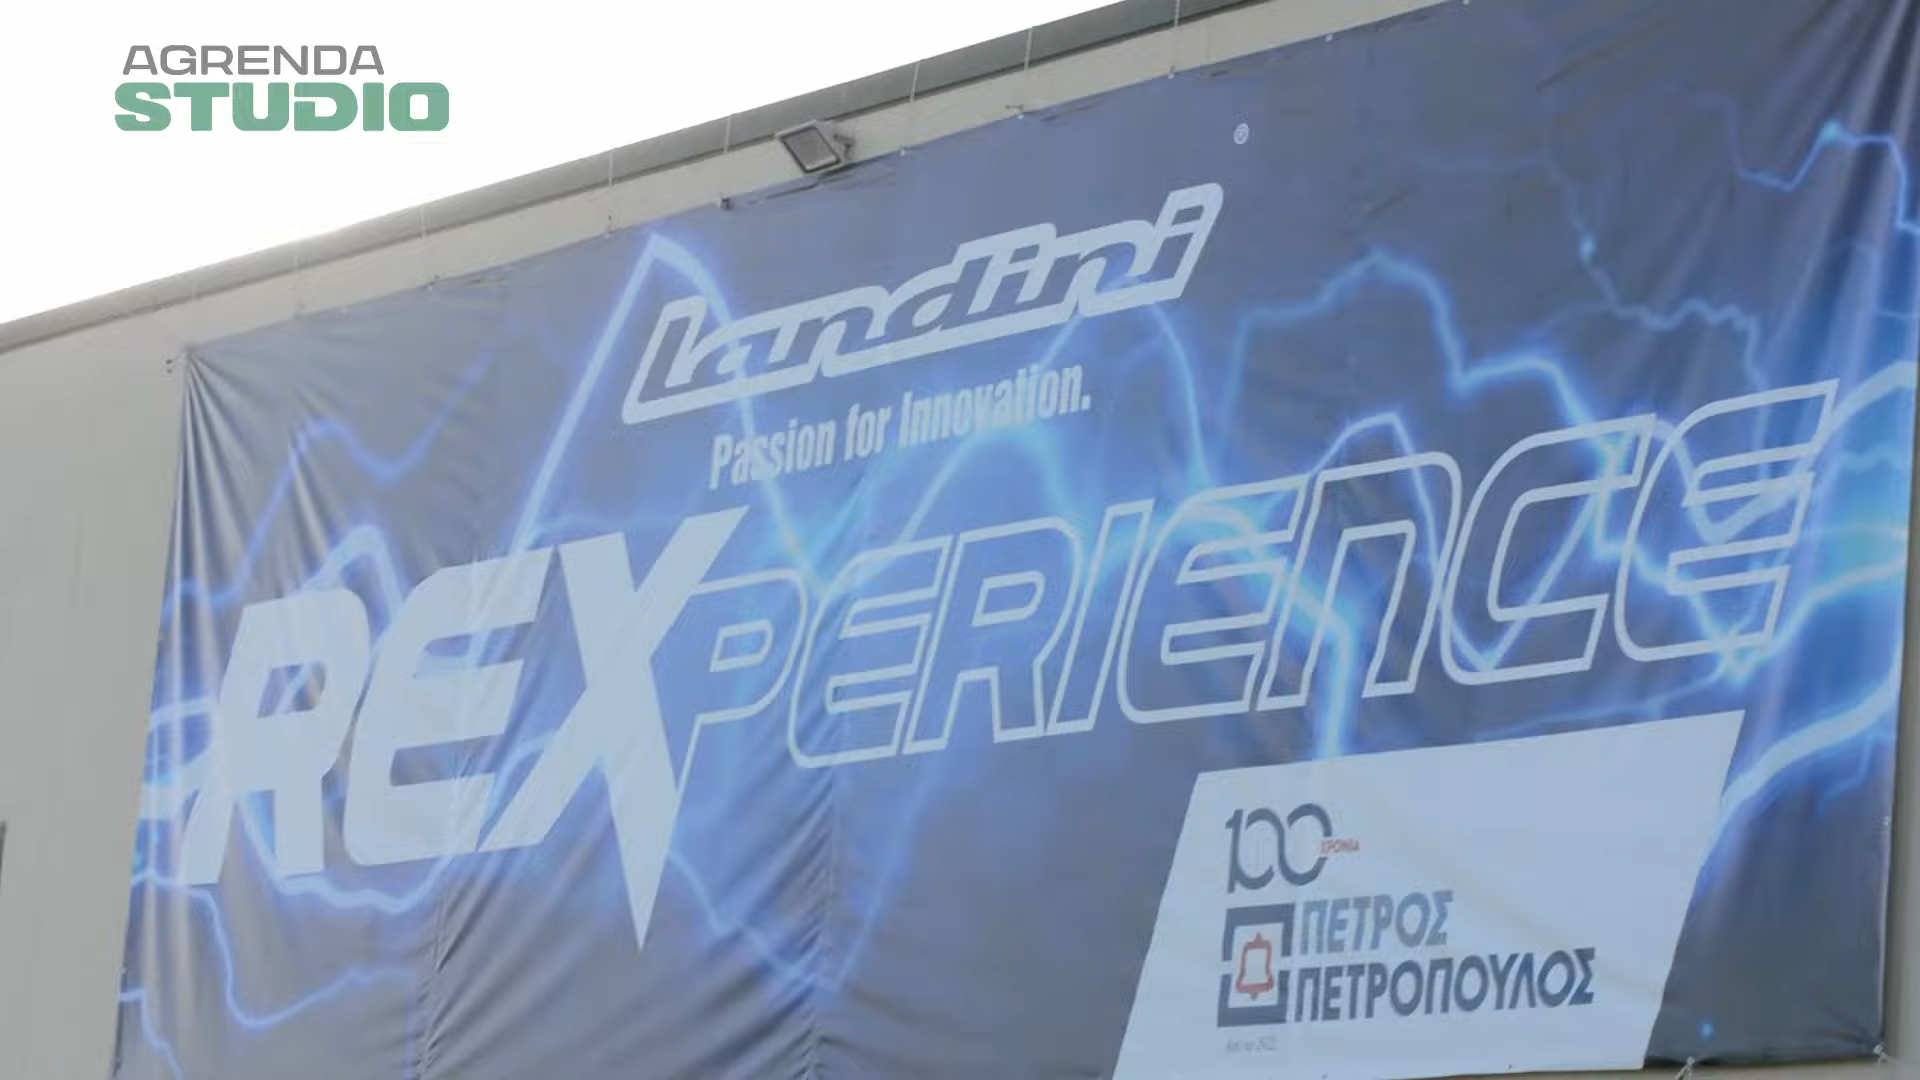 AGRENDA
STUDIO
®
Landini
Passion for Innovation.
REXPERIENCE
100
ΧΡΟΝΙΑ
ΠΕΤΡΟΣ
ΠΕΤΡΟΠΟΥΛΟΣ